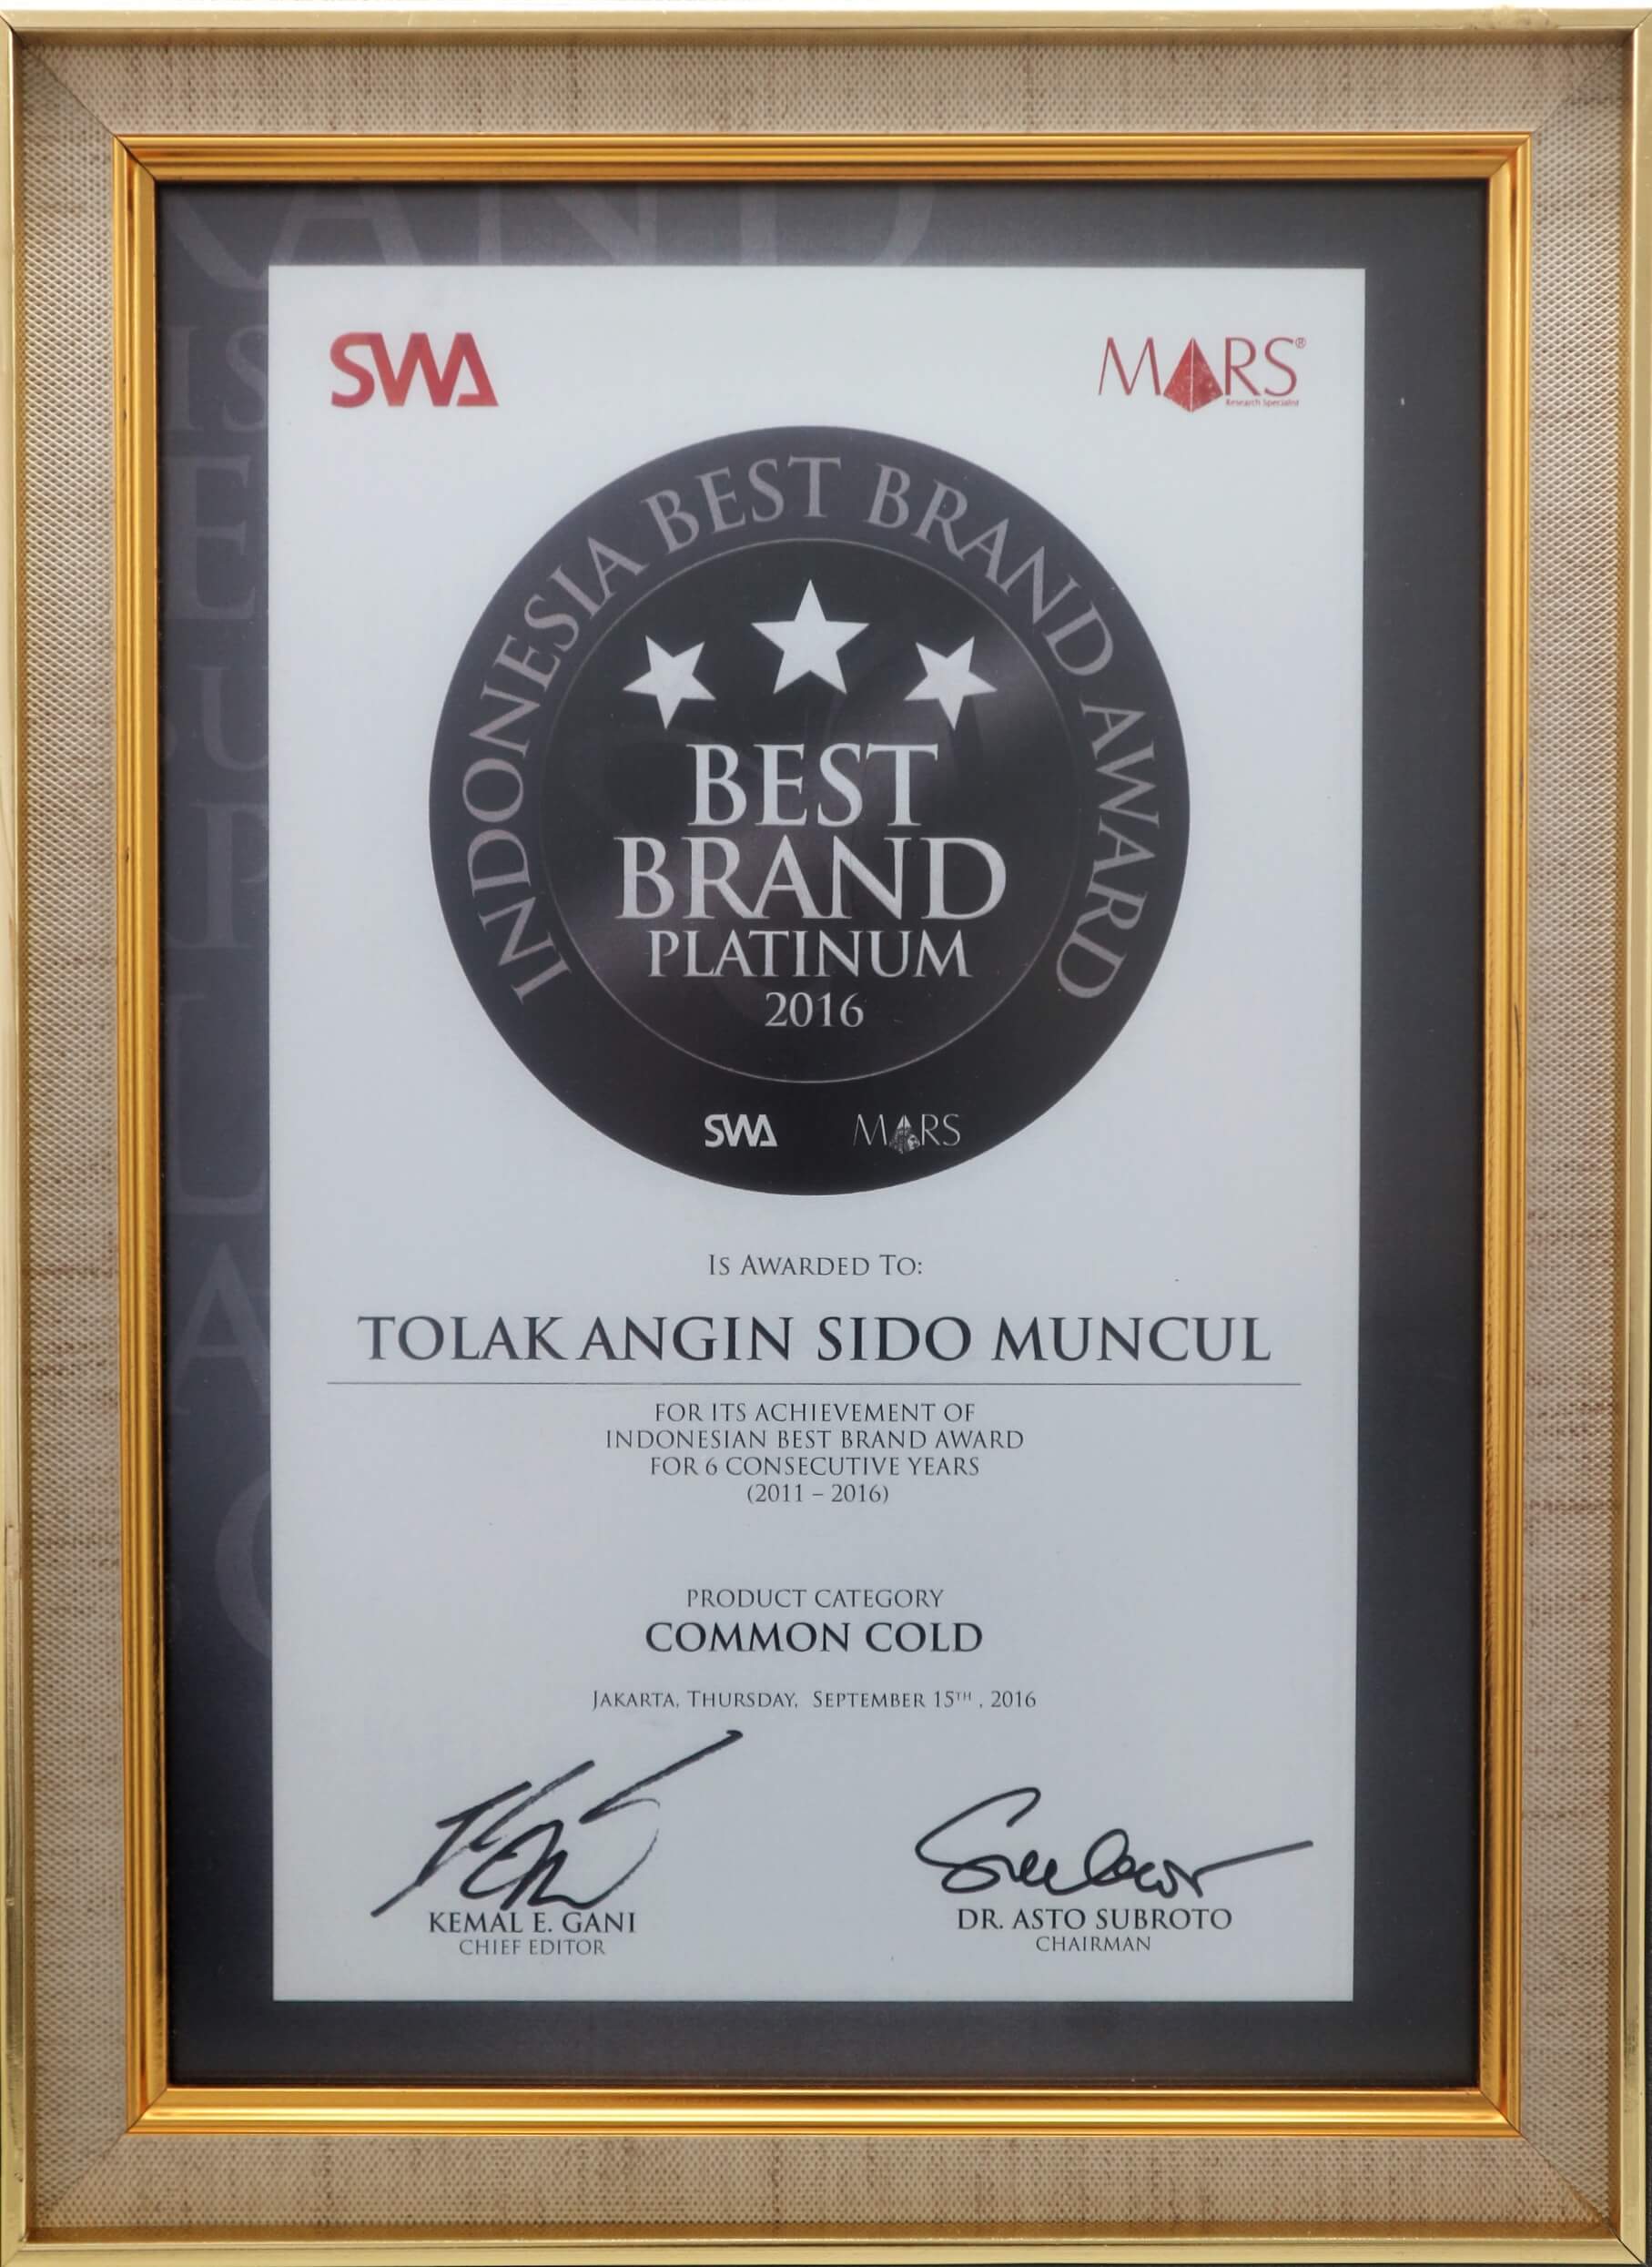 SWA
MARS®
Research Specialist
INDONESIA BEST BRAND AWARD
BEST
BRAND
PLATINUM
2016
SWA
MARS
IS AWARDED TO:
TOLAK ANGIN SIDO MUNCUL
FOR ITS ACHIEVEMENT OF
INDONESIAN BEST BRAND AWARD
FOR 6 CONSECUTIVE YEARS
(2011 – 2016)
PRODUCT CATEGORY
COMMON COLD
JAKARTA, THURSDAY, SEPTEMBER 15TH , 2016
KEMAL E. GANI
CHIEF EDITOR
DR. ASTO SUBROTO
CHAIRMAN